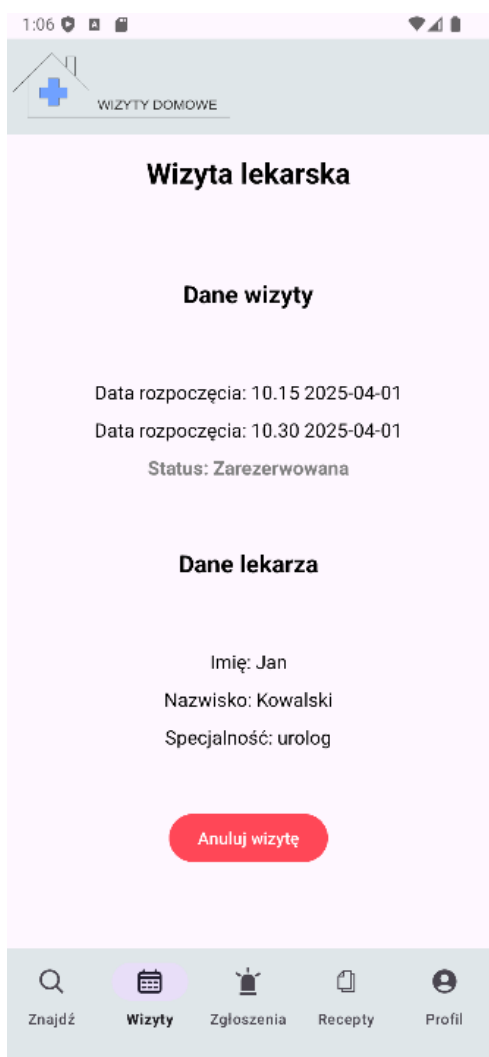 1:06
WIZYTY DOMOWE
Wizyta lekarska
Dane wizyty
Data rozpoczęcia: 10.15 2025-04-01
Data rozpoczęcia: 10.30 2025-04-01
Status: Zarezerwowana
Dane lekarza
Imię: Jan
Nazwisko: Kowalski
Specjalność: urolog
Anuluj wizytę
Znajdź Wizyty Zgłoszenia Recepty Profil